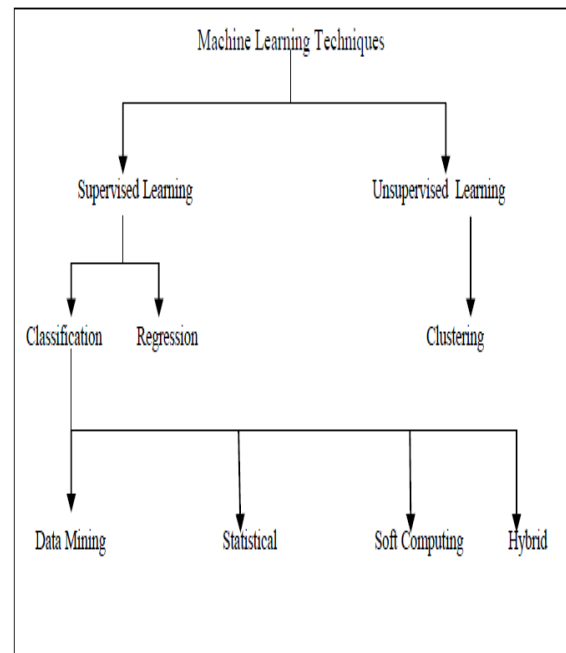 Machine Learning Techniques
Supervised Learning
Unsupervised Learning
Classification
Regression
Clustering
Data Mining
Statistical
Soft Computing
Hybrid